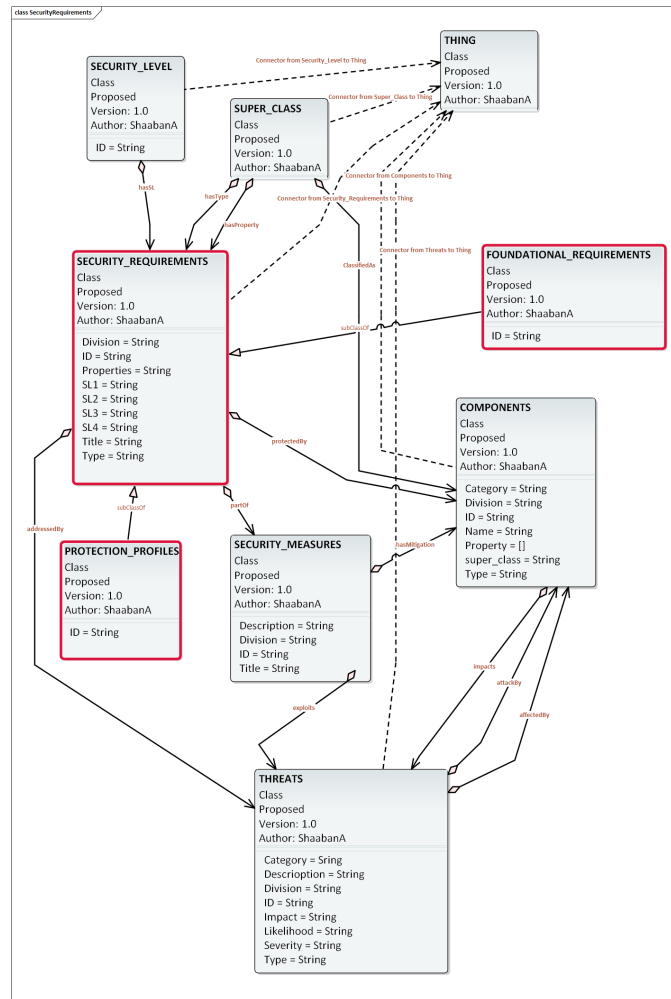 class SecurityRequirements
SECURITY_LEVEL
Class
Proposed
Version: 1.0
Author: ShaabanA
ID = String
THING
Class
Proposed
Version: 1.0
Author: ShaabanA
SUPER_CLASS
Class
Proposed
Version: 1.0
Author: ShaabanA
Connector from Security_Level to Thing
Connector from Super_Class to Thing
Connector from Components to Thing
Connector from Security_Requirements to Thing
Connector from Threats to Thing
hasSL
hasType
hasProperty
ClassifiedAs
SECURITY_REQUIREMENTS
Class
Proposed
Version: 1.0
Author: ShaabanA
Division = String
ID = String
Properties = String
SL1 = String
SL2 = String
SL3 = String
SL4 = String
Title = String
Type = String
FOUNDATIONAL_REQUIREMENTS
Class
Proposed
Version: 1.0
Author: ShaabanA
ID = String
subClassOf
COMPONENTS
Class
Proposed
Version: 1.0
Author: ShaabanA
Category = String
Division = String
ID = String
Name = String
Property = []
super_class = String
Type = String
protectedBy
partOf
subClassOf
addressedBy
PROTECTION_PROFILES
Class
Proposed
Version: 1.0
Author: ShaabanA
ID = String
SECURITY_MEASURES
Class
Proposed
Version: 1.0
Author: ShaabanA
Description = String
Division = String
ID = String
Title = String
hasMitigation
impacts
attackBy
affectedBy
exploits
THREATS
Class
Proposed
Version: 1.0
Author: ShaabanA
Category = Sring
Descrioption = String
Division = String
ID = String
Impact = String
Likelihood = String
Severity = String
Type = String